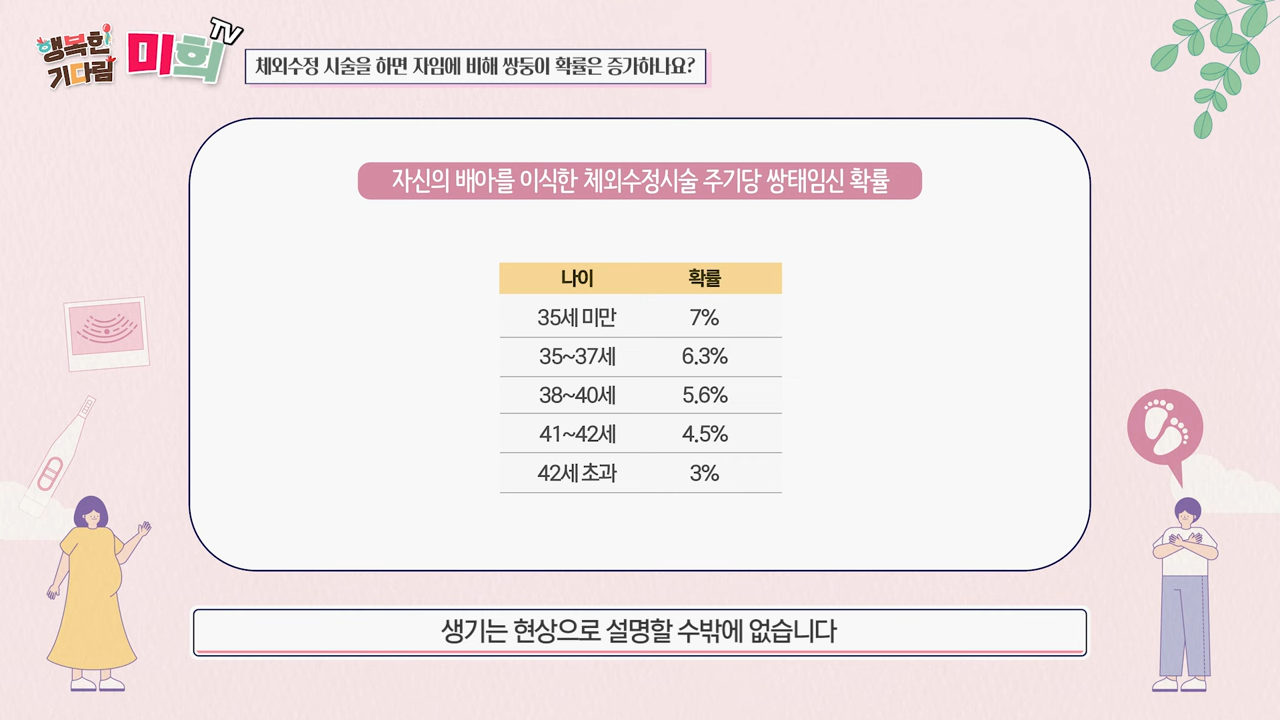 행복한
기다림
미희
TV
체외수정 시술을 하면 자임에 비해 쌍둥이 확률은 증가하나요?
자신의 배아를 이식한 체외수정시술 주기당 쌍태임신 확률
나이 확률
35세 미만 7%
35~37세 6.3%
38~40세 5.6%
41~42세 4.5%
42세 초과 3%
생기는 현상으로 설명할 수밖에 없습니다